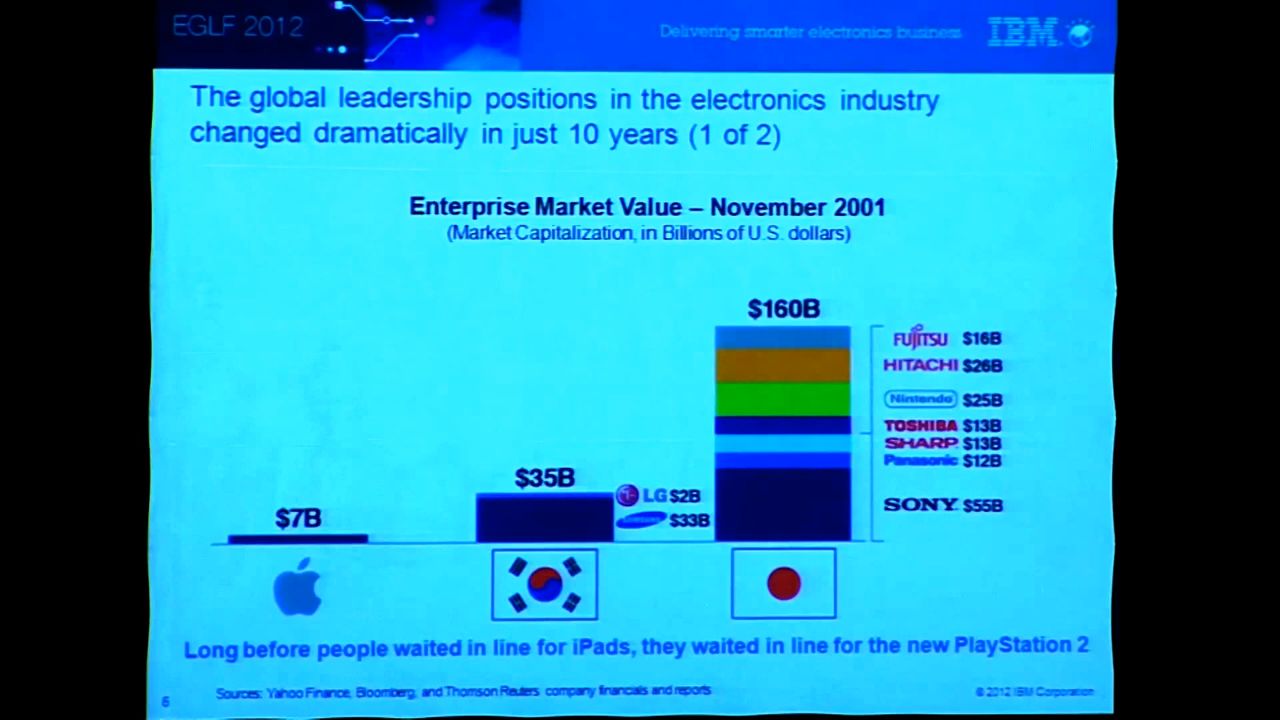 EGLF 2012
Delivering smarter electronics business
IBM
The global leadership positions in the electronics industry
changed dramatically in just 10 years (1 of 2)
Enterprise Market Value – November 2001
(Market Capitalization, in Billions of U.S. dollars)
$160B
FUJITSU $16B
HITACHI $26B
Nintendo $25B
TOSHIBA $13B
SHARP $13B
Panasonic $12B
SONY $55B
$35B
LG $2B
SAMSUNG $33B
$7B
Long before people waited in line for iPads, they waited in line for the new PlayStation 2
Sources: Yahoo Finance, Bloomberg, and Thomson Reuters company financials and reports
6
© 2012 IBM Corporation